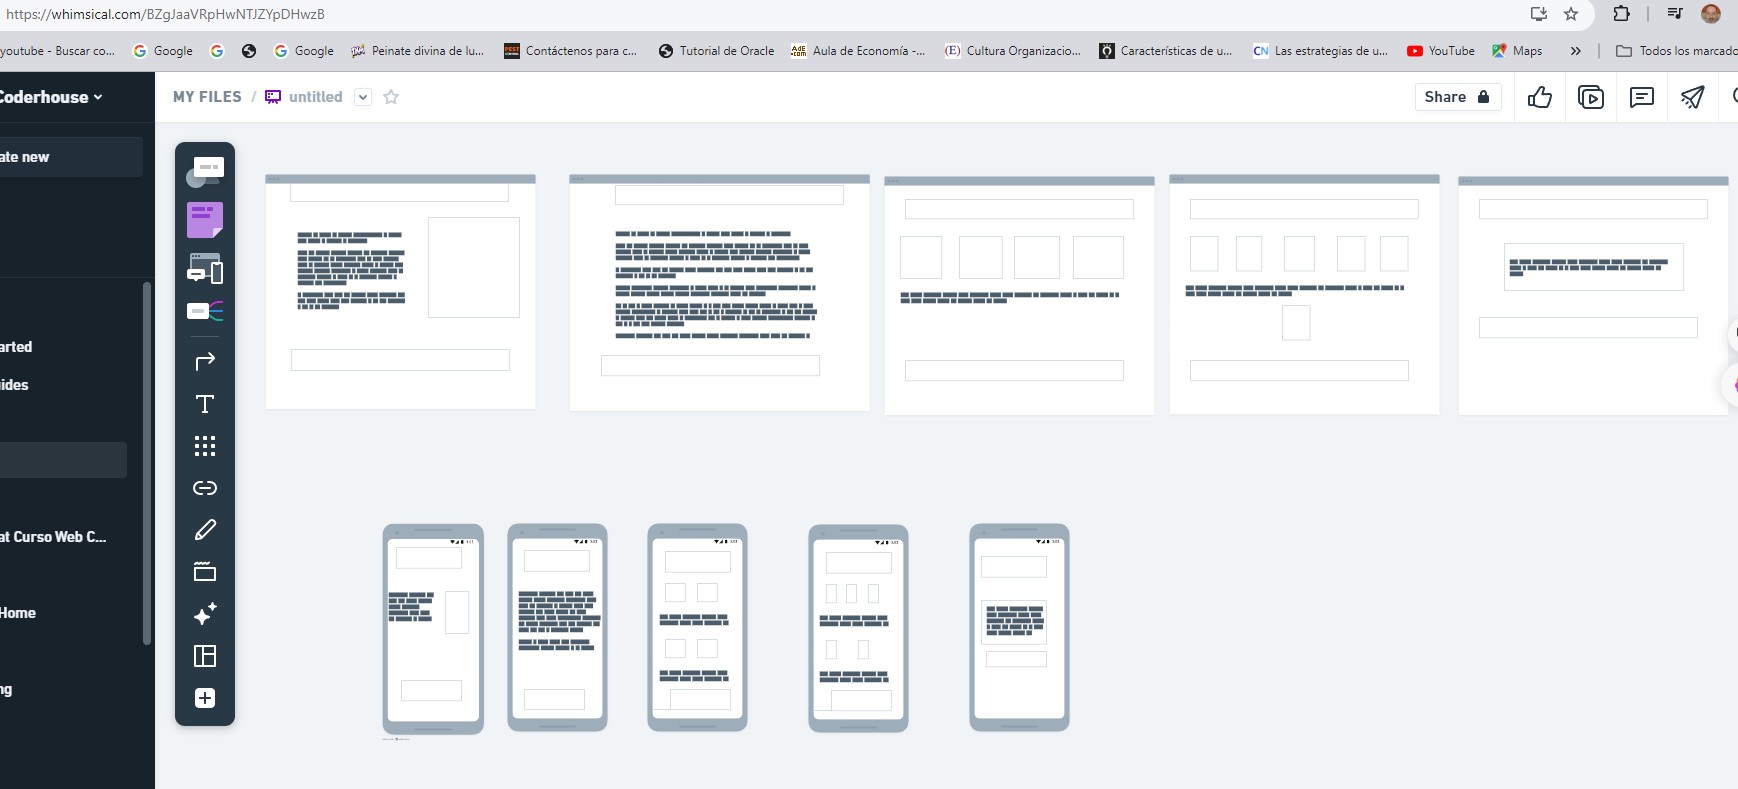 https://whimsical.com/BZgJaaVRpHwNTJZYpDHwzB
youtube - Buscar co...
Google
Google
Peinate divina de lu...
Contáctenos para c...
Tutorial de Oracle
Aula de Economía -...
Cultura Organizacio...
Características de u...
Las estrategias de u...
YouTube
Maps
»
Todos los marcado
Coderhouse
MY FILES / untitled
Share
ate new
arted
uides
at Curso Web C...
Home
ng